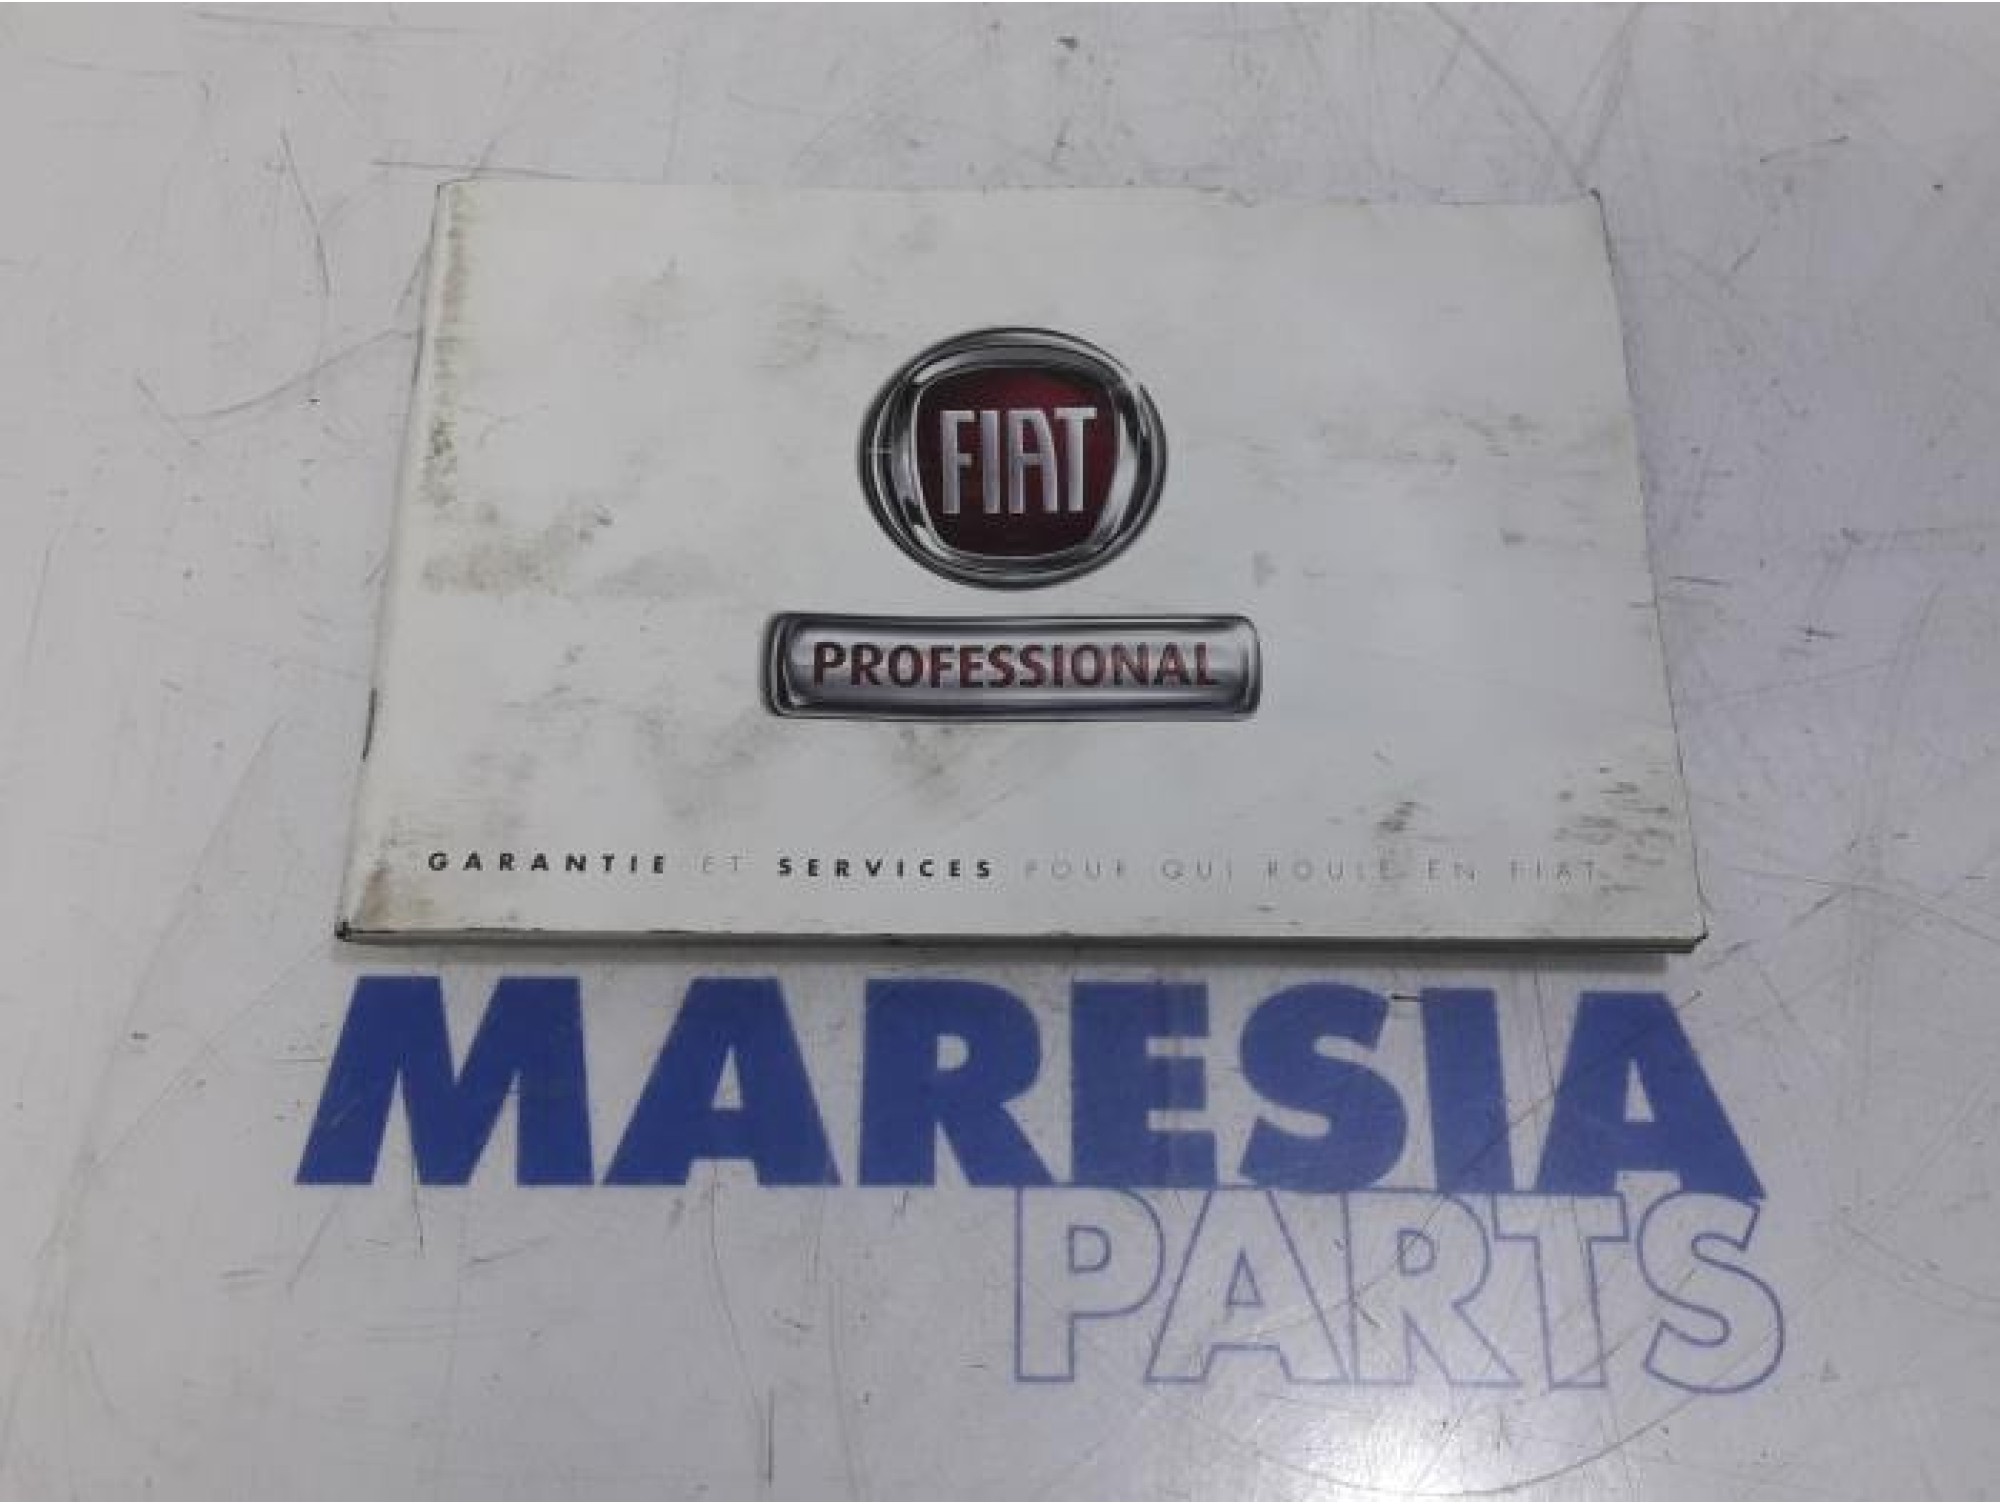 FIAT
PROFESSIONAL
GARANTIE ET SERVICES POUR QUI ROULE EN FIAT
MARESIA
PARTS